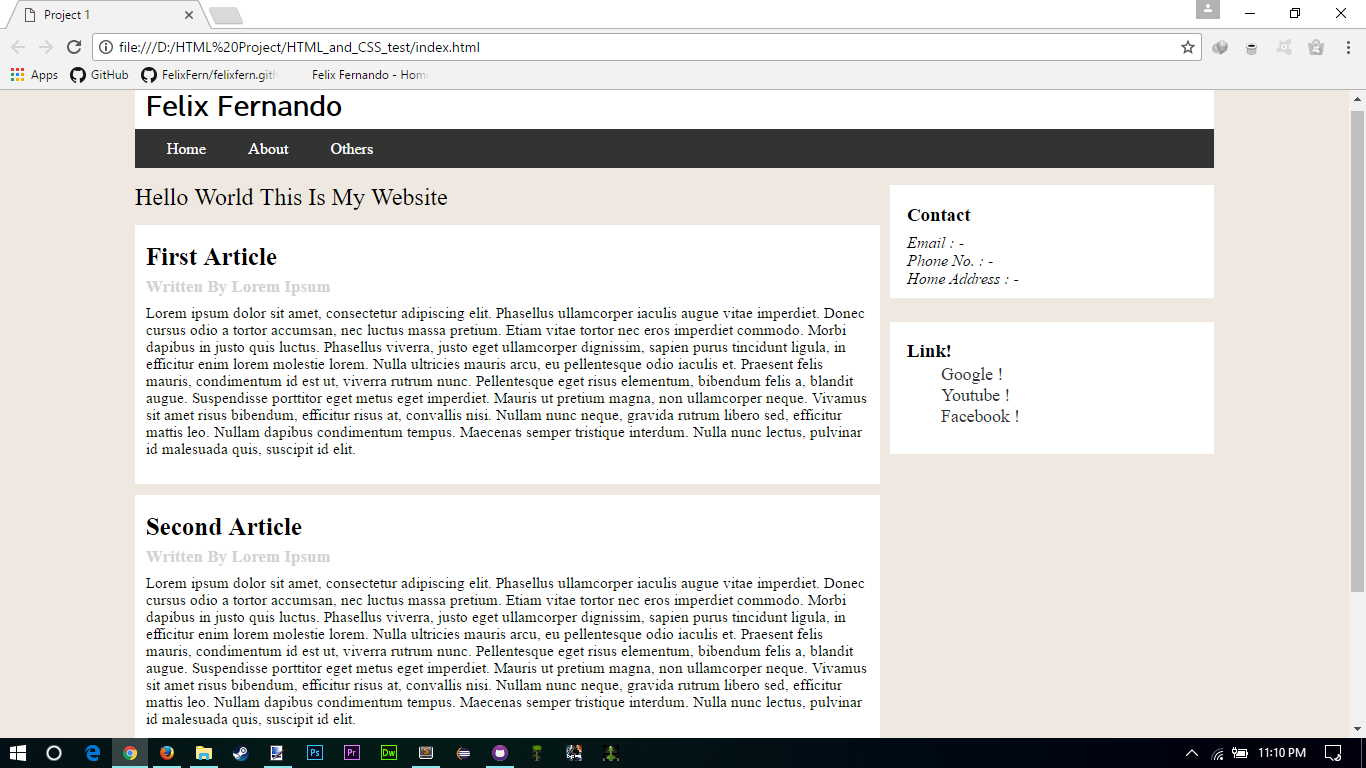 Project 1
file:///D:/HTML%20Project/HTML_and_CSS_test/index.html
Apps GitHub FelixFern/felixfern.gith Felix Fernando - Hom
Felix Fernando
Home About Others
Hello World This Is My Website
First Article
Written By Lorem Ipsum
Lorem ipsum dolor sit amet, consectetur adipiscing elit. Phasellus ullamcorper iaculis augue vitae imperdiet. Donec
cursus odio a tortor accumsan, nec luctus massa pretium. Etiam vitae tortor nec eros imperdiet commodo. Morbi
dapibus in justo quis luctus. Phasellus viverra, justo eget ullamcorper dignissim, sapien purus tincidunt ligula, in
efficitur enim lorem molestie lorem. Nulla ultricies mauris arcu, eu pellentesque odio iaculis et. Praesent felis
mauris, condimentum id est ut, viverra rutrum nunc. Pellentesque eget risus elementum, bibendum felis a, blandit
augue. Suspendisse porttitor eget metus eget imperdiet. Mauris ut pretium magna, non ullamcorper neque. Vivamus
sit amet risus bibendum, efficitur risus at, convallis nisi. Nullam nunc neque, gravida rutrum libero sed, efficitur
mattis leo. Nullam dapibus condimentum tempus. Maecenas semper tristique interdum. Nulla nunc lectus, pulvinar
id malesuada quis, suscipit id elit.
Second Article
Written By Lorem Ipsum
Lorem ipsum dolor sit amet, consectetur adipiscing elit. Phasellus ullamcorper iaculis augue vitae imperdiet. Donec
cursus odio a tortor accumsan, nec luctus massa pretium. Etiam vitae tortor nec eros imperdiet commodo. Morbi
dapibus in justo quis luctus. Phasellus viverra, justo eget ullamcorper dignissim, sapien purus tincidunt ligula, in
efficitur enim lorem molestie lorem. Nulla ultricies mauris arcu, eu pellentesque odio iaculis et. Praesent felis
mauris, condimentum id est ut, viverra rutrum nunc. Pellentesque eget risus elementum, bibendum felis a, blandit
augue. Suspendisse porttitor eget metus eget imperdiet. Mauris ut pretium magna, non ullamcorper neque. Vivamus
sit amet risus bibendum, efficitur risus at, convallis nisi. Nullam nunc neque, gravida rutrum libero sed, efficitur
mattis leo. Nullam dapibus condimentum tempus. Maecenas semper tristique interdum. Nulla nunc lectus, pulvinar
id malesuada quis, suscipit id elit.
Contact
Email : -
Phone No. : -
Home Address : -
Link!
Google !
Youtube !
Facebook !
Ps Pr Dw
11:10 PM